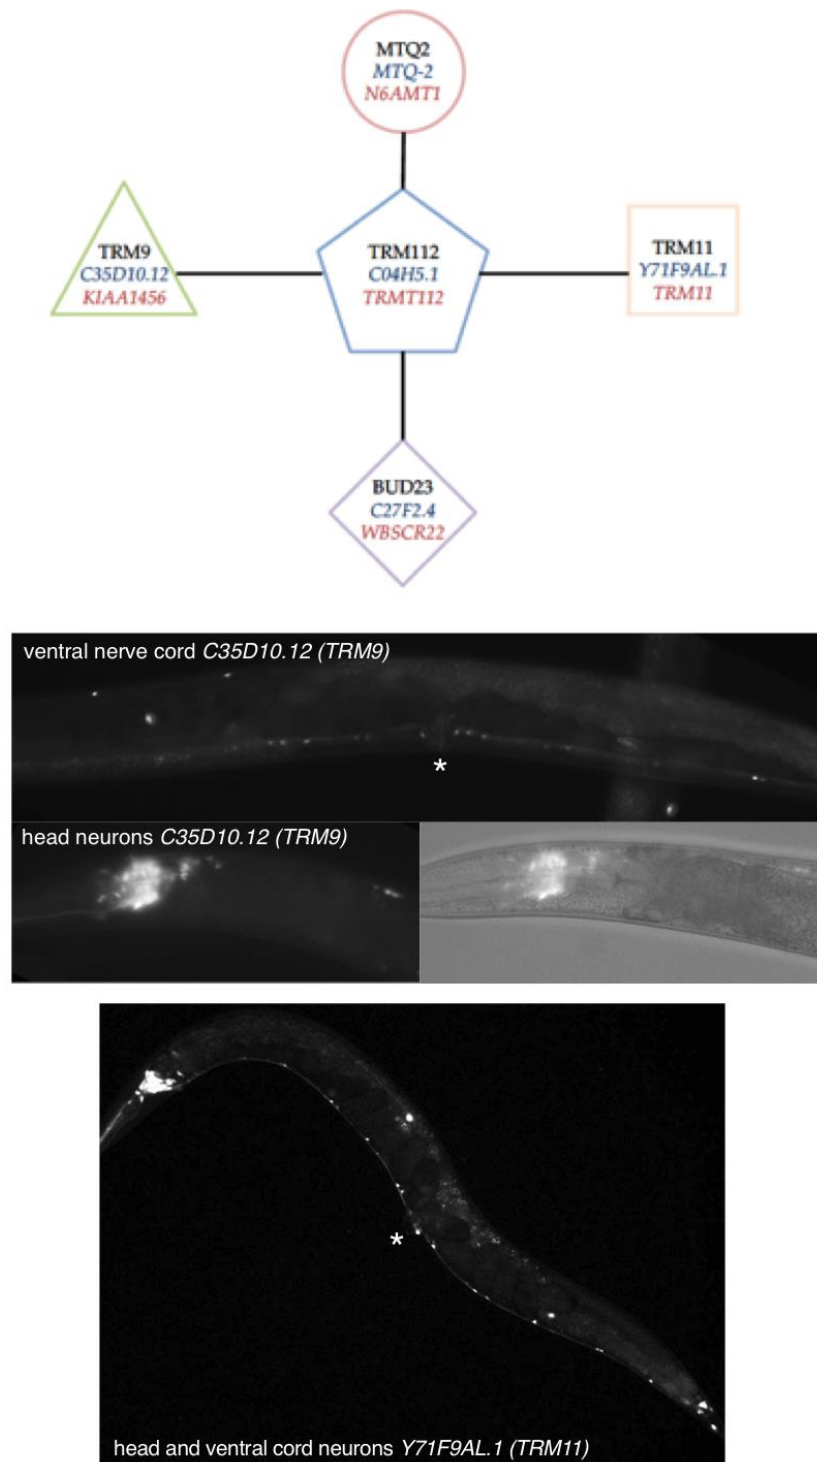 MTQ2
MTQ-2
N6AMT1
TRM9
C35D10.12
KIAA1456
TRM112
C04H5.1
TRMT112
TRM11
Y71F9AL.1
TRM11
BUD23
C27F2.4
WBSCR22
ventral nerve cord C35D10.12 (TRM9)
*
head neurons C35D10.12 (TRM9)
*
head and ventral cord neurons Y71F9AL.1 (TRM11)